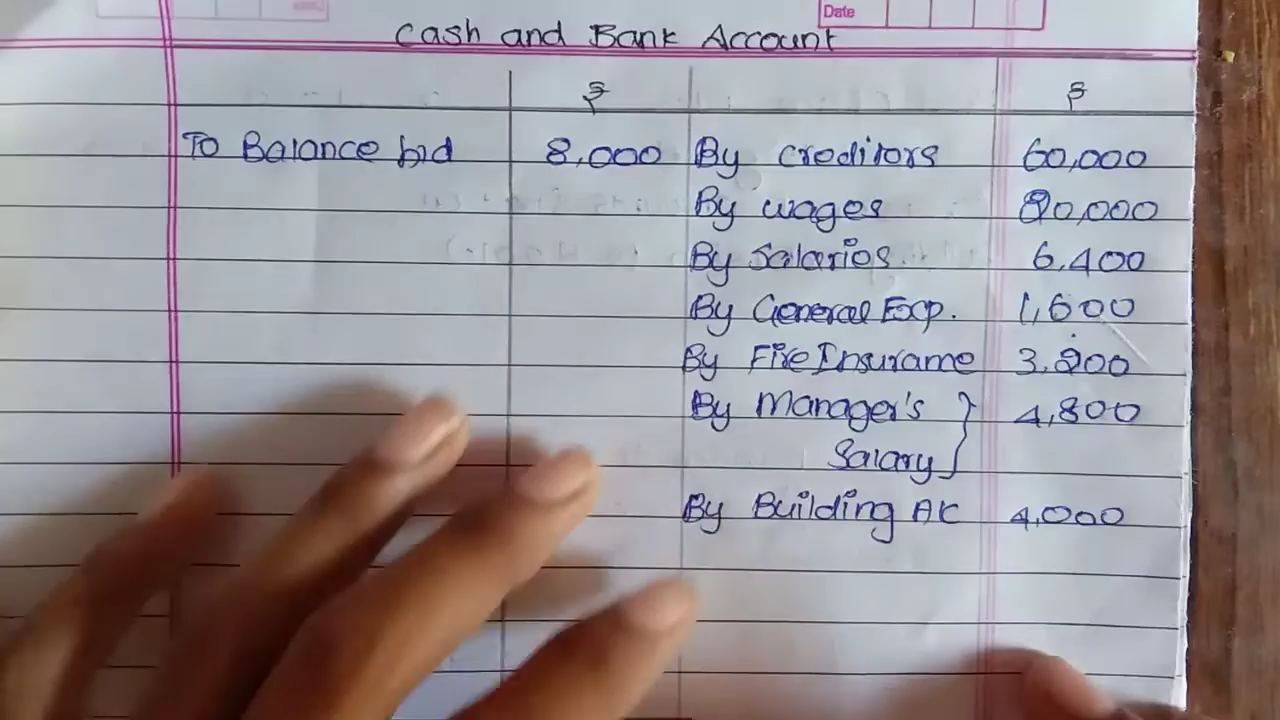 Date
Cash and Bank Account
₹ ₹
To Balance b/d 8,000 By Creditors 60,000
By wages 80,000
By Salaries 6,400
By General Exp. 1,600
By Fire Insurance
By Manager's } 4,800
Salary
By Building A/c 4,000